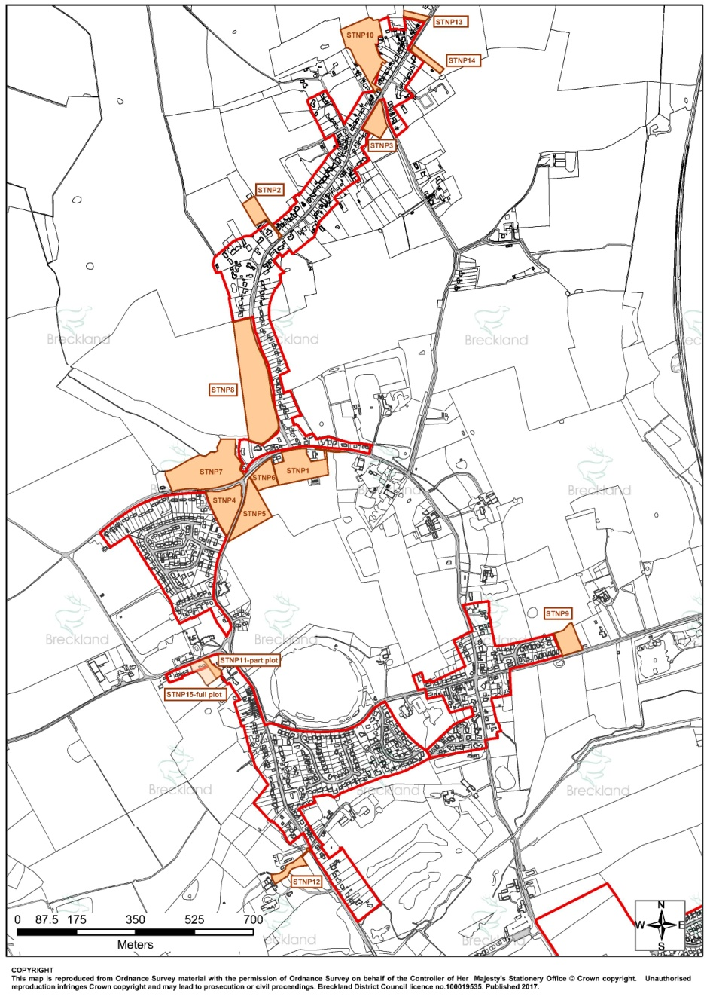 STNP13
STNP10
STNP14
STNP3
STNP2
Breckland
Breckland
Breckland
Breckland
STNP8
STNP7
STNP6
STNP1
Breckland
Breckland
Breckland
STNP4
STNP5
STNP9
Breckland
Breckland
Breckland
Breckland
STNP11-part plot
STNP15-full plot
Breckland
Breckland
Breckland
STNP12
0 87.5 175 350 525 700
Meters
Breckland
Breckland
N
W E
S
COPYRIGHT
This map is reproduced from Ordnance Survey material with the permission of Ordnance Survey on behalf of the Controller of Her Majesty's Stationery Office © Crown copyright. Unauthorised
reproduction infringes Crown copyright and may lead to prosecution or civil proceedings. Breckland District Council licence no.100019535. Published 2017.